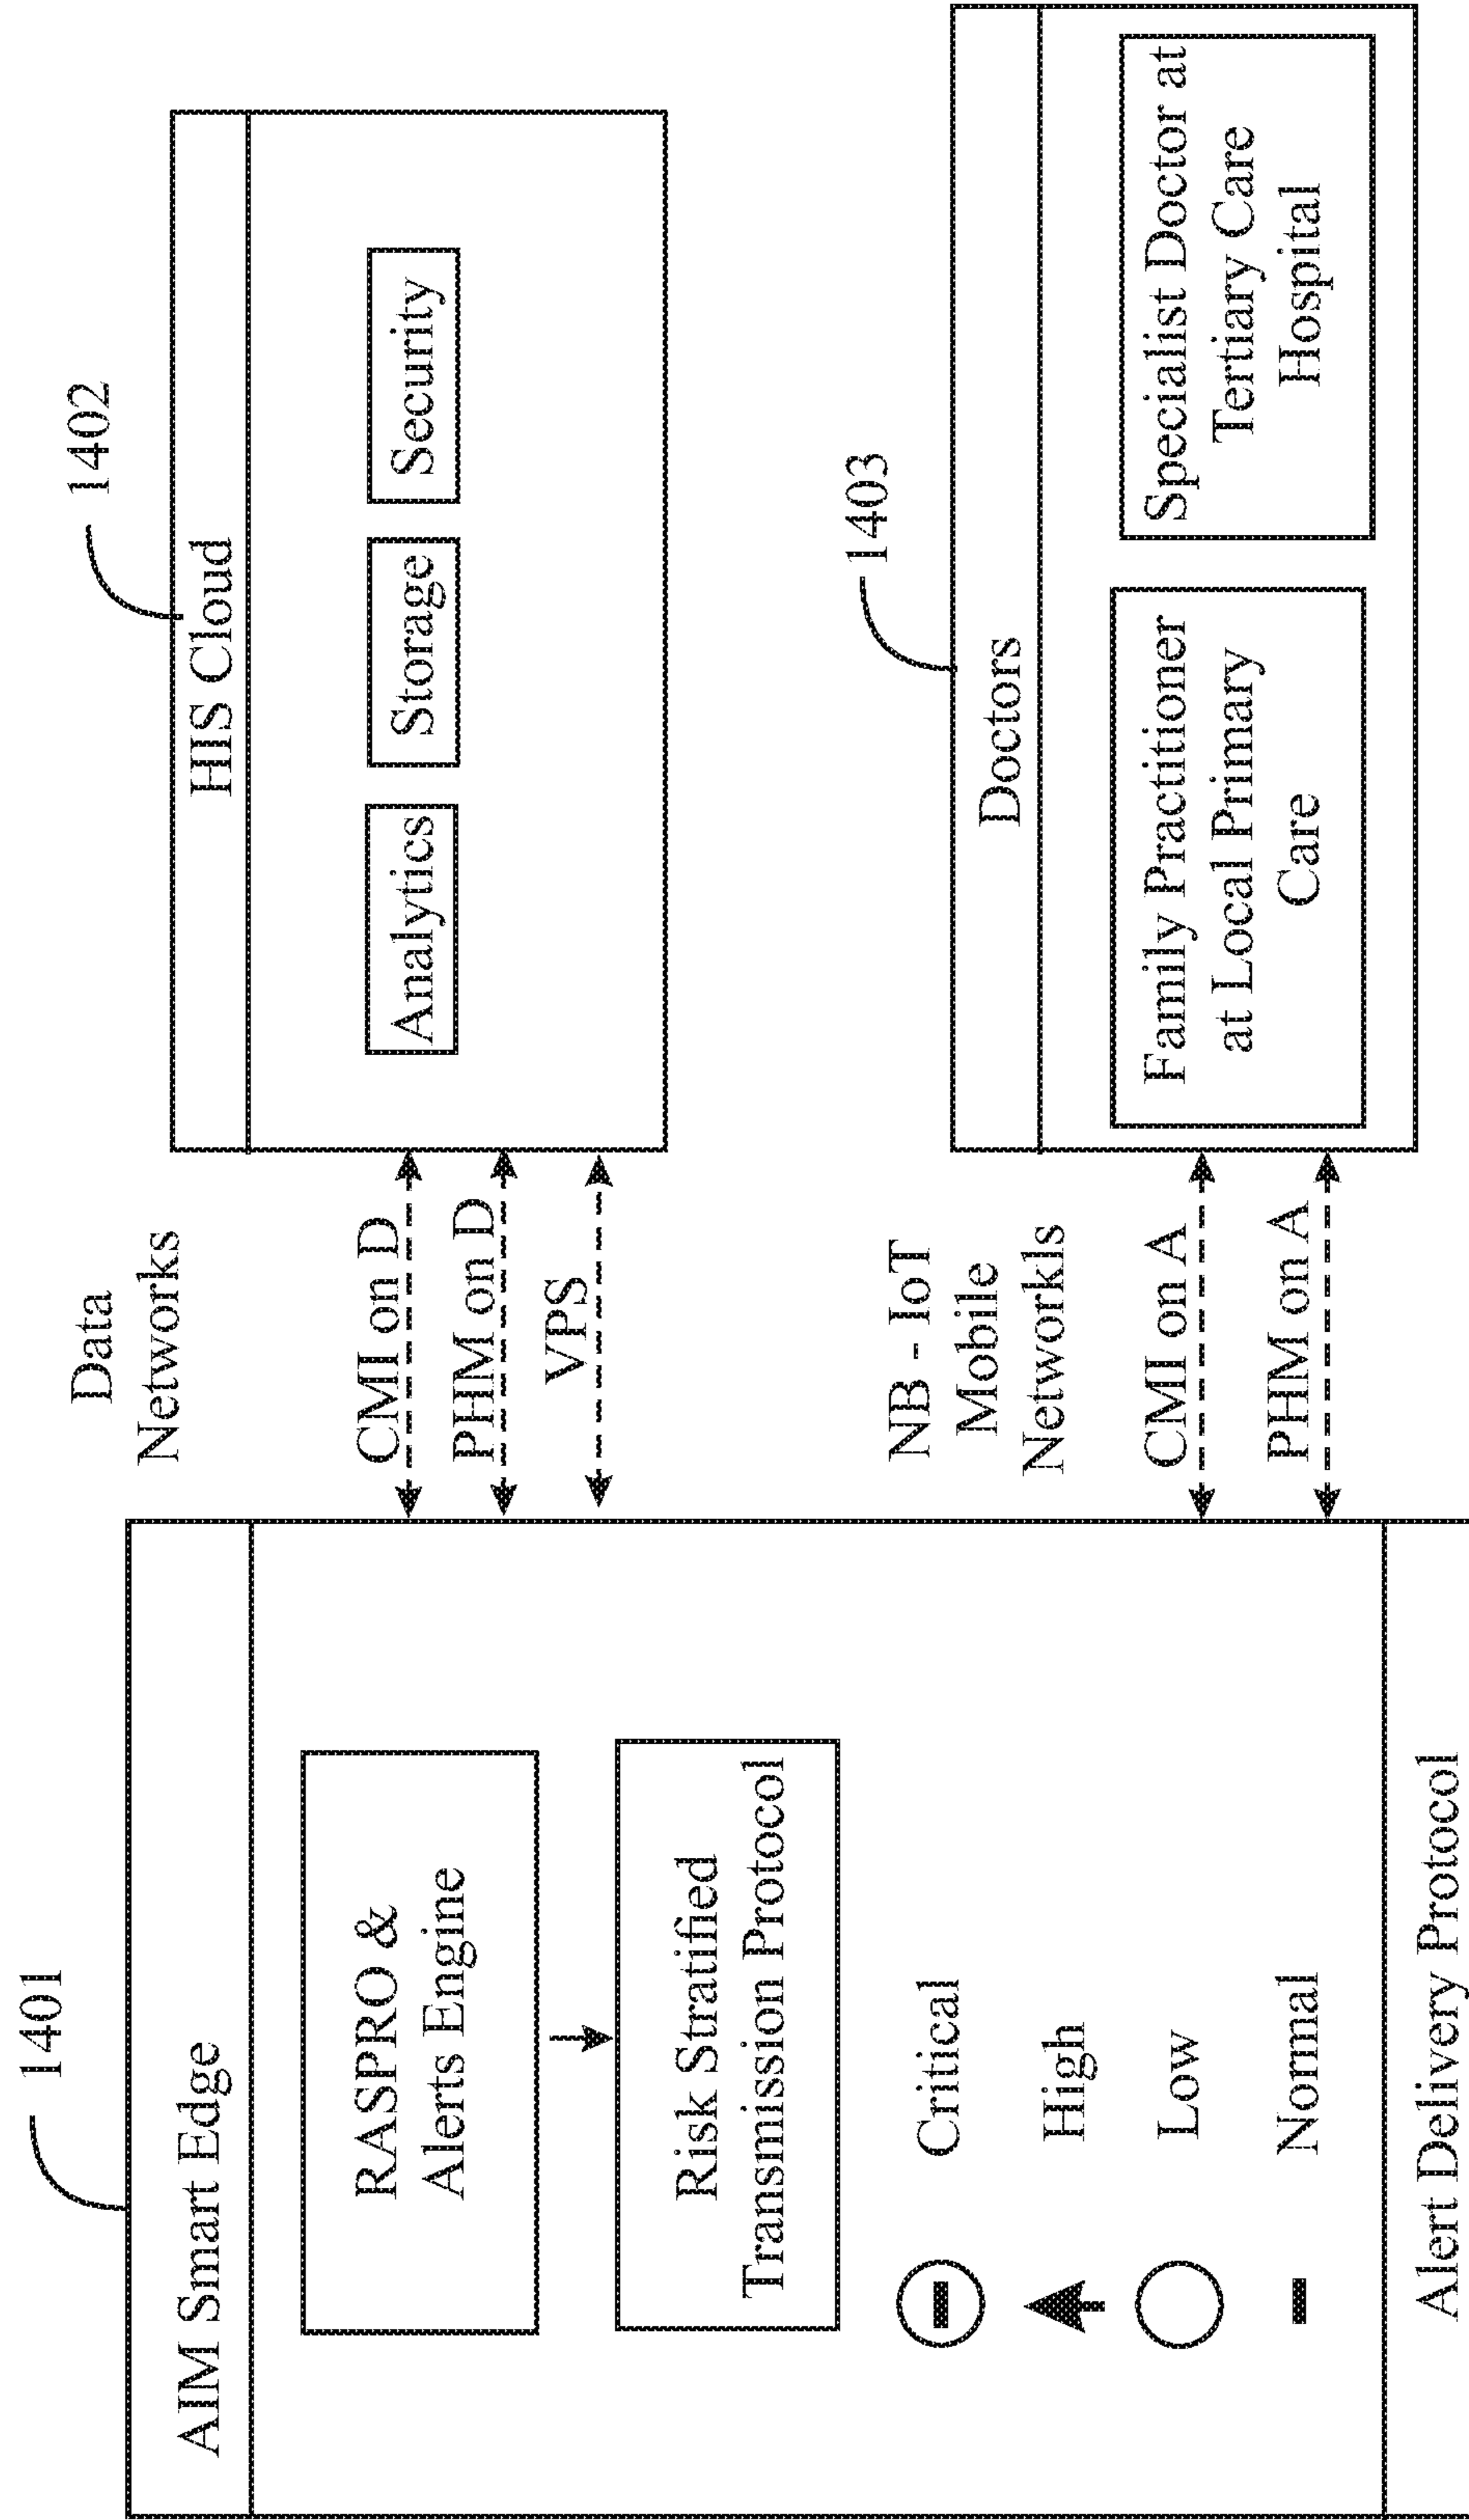 1401
AIM Smart Edge
RASPRO &
Alerts Engine
Risk Stratified
Transmission Protocol
Critical
High
Low
Normal
Alert Delivery Protocol
Data
Networks
CMI on D
PHM on D
VPS
NB - IoT
Mobile
Networkls
CMI on A
PHM on A
1402
HIS Cloud
Analytics
Storage
Security
1403
Doctors
Family Practitioner
at Local Primary
Care
Specialist Doctor at
Tertiary Care
Hospital